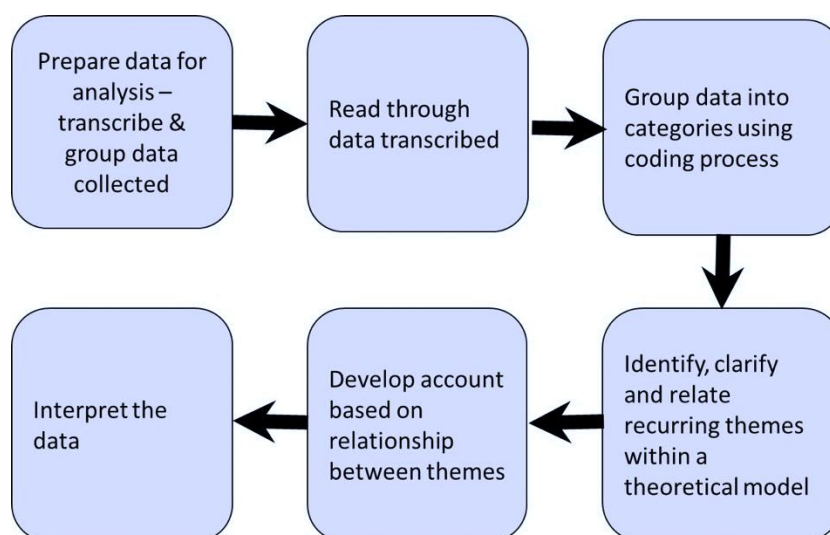 Prepare data for
analysis –
transcribe &
group data
collected
Read through
data transcribed
Group data into
categories using
coding process
Identify, clarify
and relate
recurring themes
within a
theoretical model
Develop account
based on
relationship
between themes
Interpret the
data